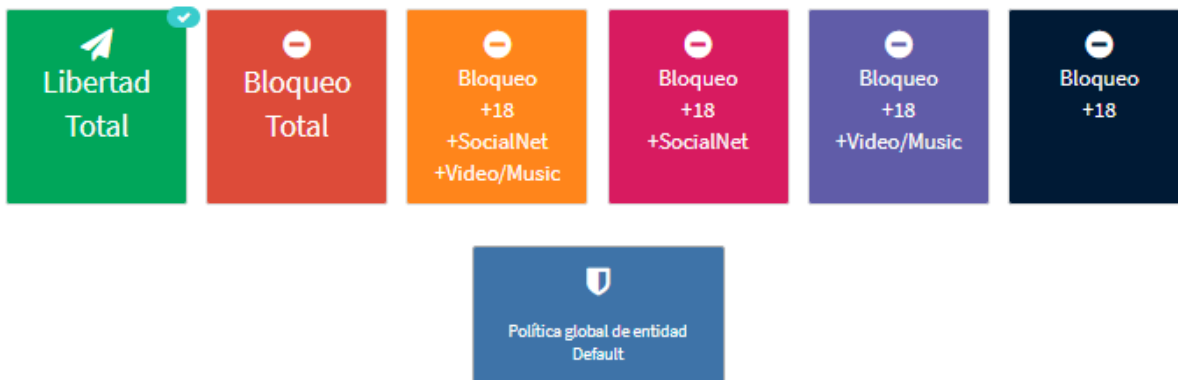 Libertad
Total
Bloqueo
Total
Bloqueo
+18
+SocialNet
+Video/Music
Bloqueo
+18
+SocialNet
Bloqueo
+18
+Video/Music
Bloqueo
+18
Política global de entidad
Default